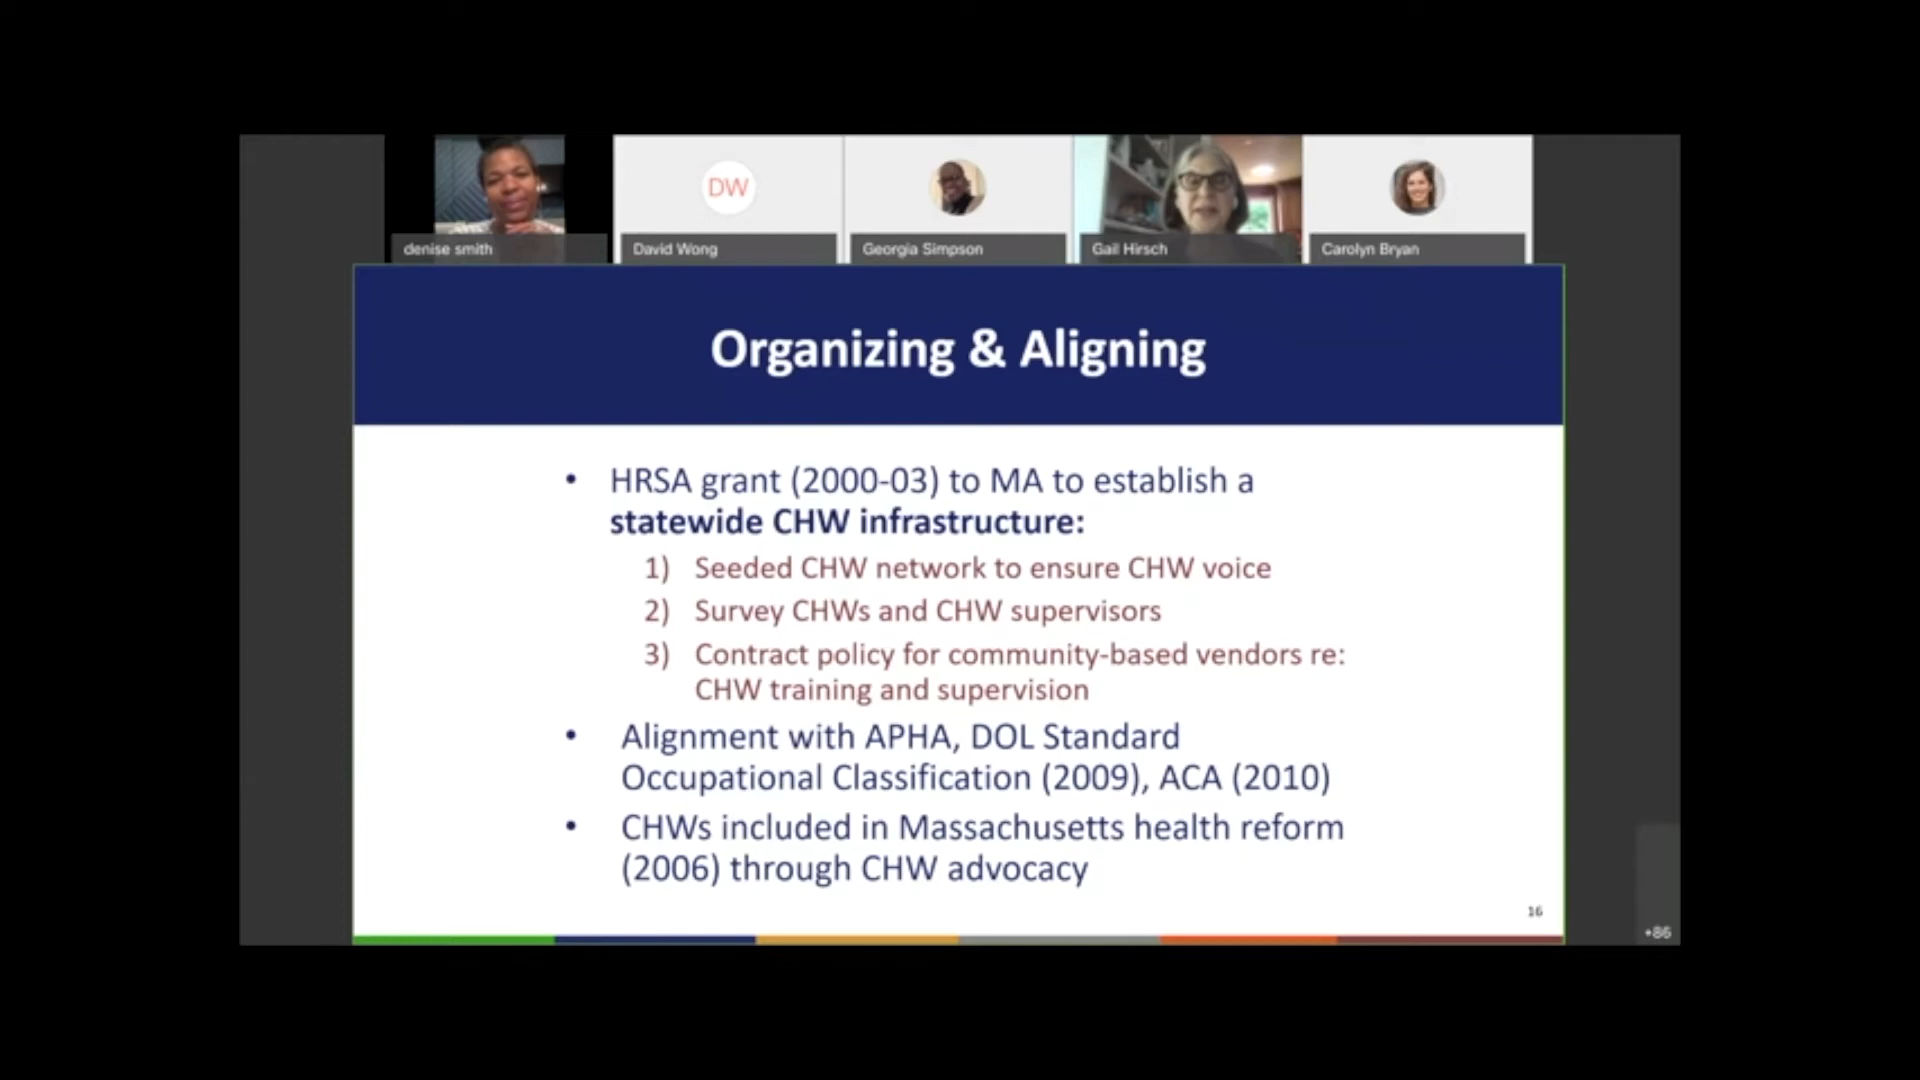 DW
denise smith
David Wong
Georgia Simpson
Gail Hirsch
Carolyn Bryan
Organizing & Aligning
• HRSA grant (2000-03) to MA to establish a
statewide CHW infrastructure:
1) Seeded CHW network to ensure CHW voice
2) Survey CHWs and CHW supervisors
3) Contract policy for community-based vendors re:
CHW training and supervision
• Alignment with APHA, DOL Standard
Occupational Classification (2009), ACA (2010)
• CHWs included in Massachusetts health reform
(2006) through CHW advocacy
16
+86